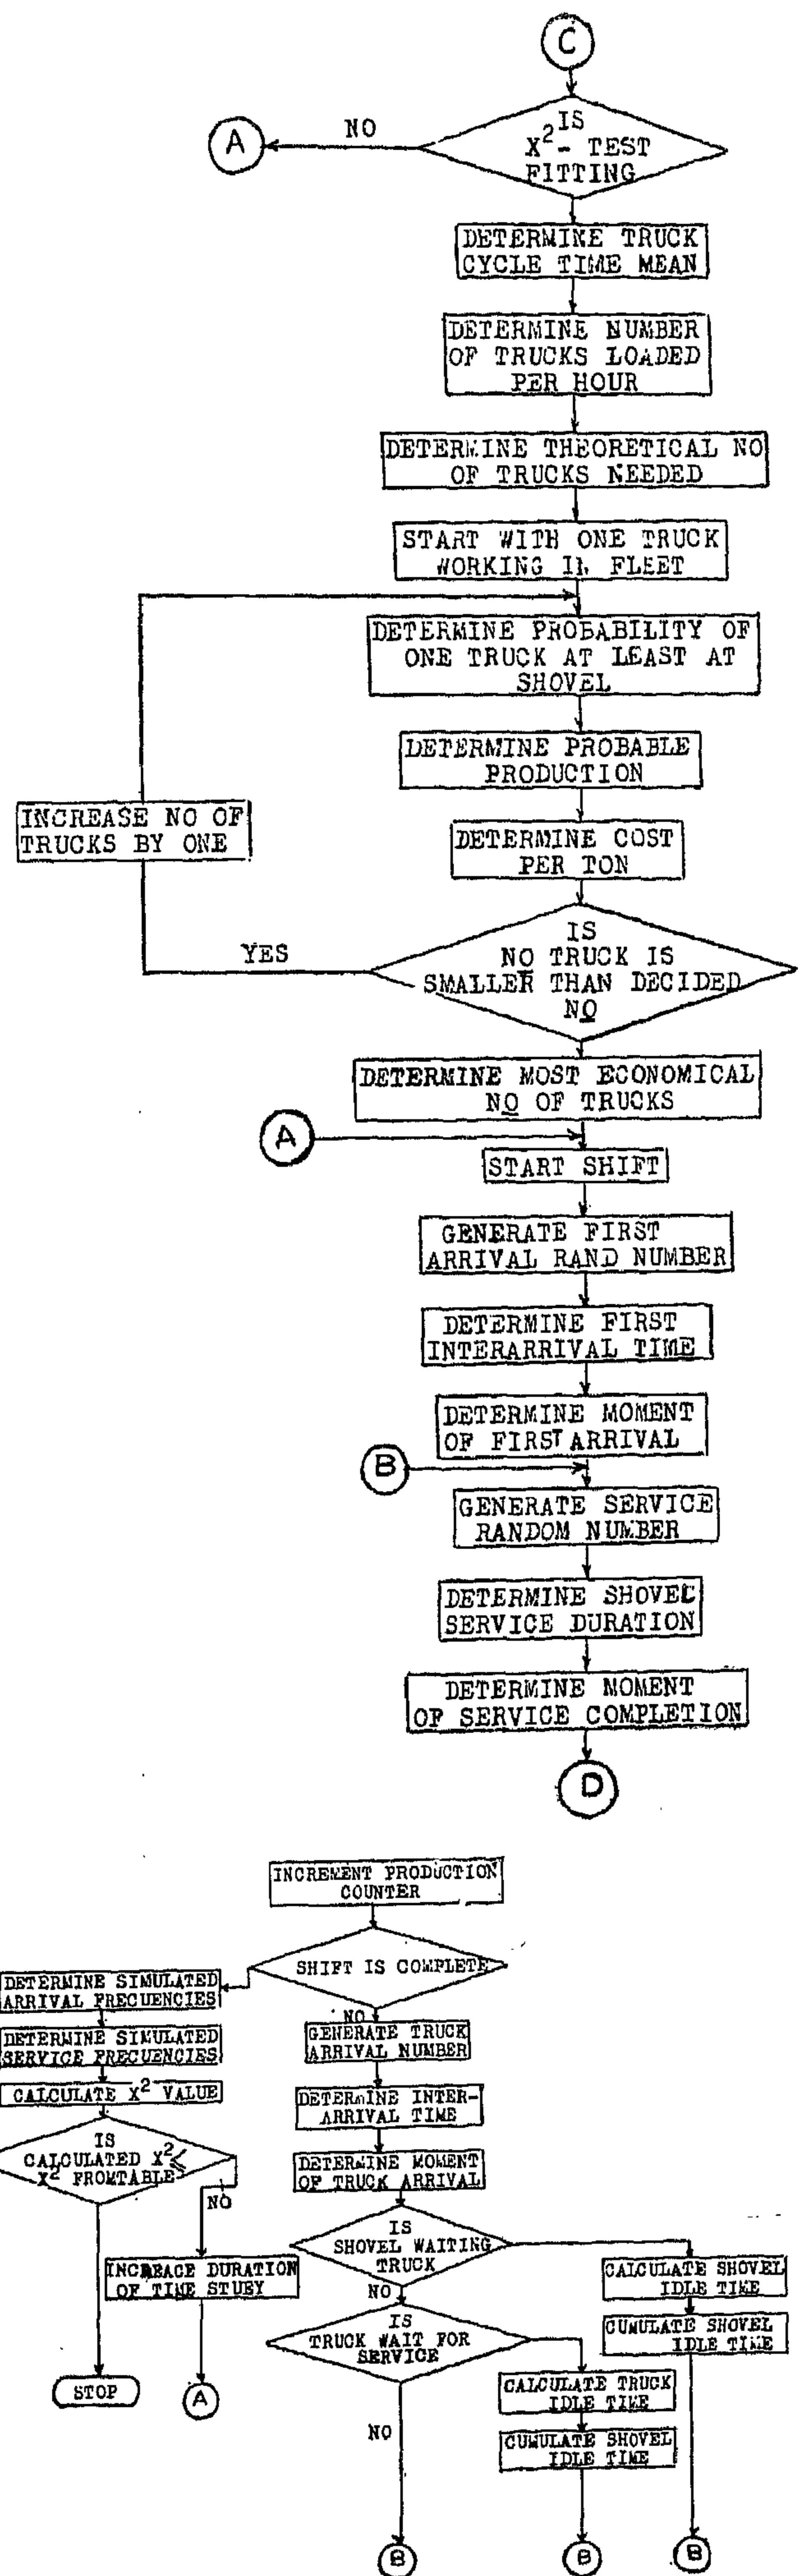 C
IS
X²- TEST
FITTING
NO
A
DETERMINE TRUCK
CYCLE TIME MEAN
DETERMINE NUMBER
OF TRUCKS LOADED
PER HOUR
DETERMINE THEORETICAL NO
OF TRUCKS NEEDED
START WITH ONE TRUCK
WORKING IN FLEET
DETERMINE PROBABILITY OF
ONE TRUCK AT LEAST AT
SHOVEL
DETERMINE PROBABLE
PRODUCTION
INCREASE NO OF
TRUCKS BY ONE
DETERMINE COST
PER TON
YES
IS
NO TRUCK IS
SMALLER THAN DECIDED
NO
DETERMINE MOST ECONOMICAL
NO OF TRUCKS
A
START SHIFT
GENERATE FIRST
ARRIVAL RAND NUMBER
DETERMINE FIRST
INTERARRIVAL TIME
DETERMINE MOMENT
OF FIRST ARRIVAL
B
GENERATE SERVICE
RANDOM NUMBER
DETERMINE SHOVEL
SERVICE DURATION
DETERMINE MOMENT
OF SERVICE COMPLETION
D
INCREMENT PRODUCTION
COUNTER
SHIFT IS COMPLETE
DETERMINE SIMULATED
ARRIVAL FRECUENCIES
DETERMINE SIMULATED
SERVICE FRECUENCIES
CALCULATE X² VALUE
IS
CALCULATED X²≤
X² FROMTABLE
NO
INCREACE DURATION
OF TIME STUDY
STOP
A
NO
GENERATE TRUCK
ARRIVAL NUMBER
DETERMINE INTER-
ARRIVAL TIME
DETERMINE MOMENT
OF TRUCK ARRIVAL
IS
SHOVEL WAITING
TRUCK
NO
IS
TRUCK WAIT FOR
SERVICE
CALCULATE SHOVEL
IDLE TIME
CUMULATE SHOVEL
IDLE TIME
CALCULATE TRUCK
IDLE TIME
CUMULATE SHOVEL
IDLE TIME
NO
B
B
B